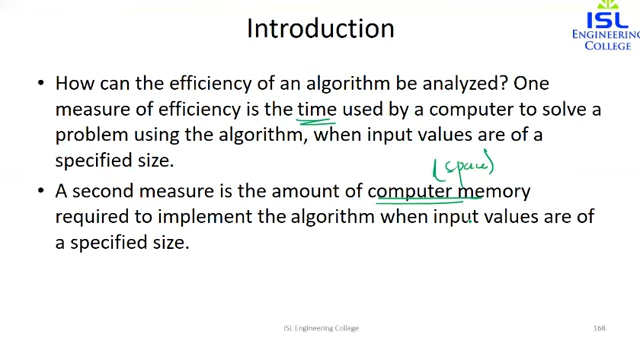 ISL
ENGINEERING
COLLEGE
Introduction
• How can the efficiency of an algorithm be analyzed? One
measure of efficiency is the time used by a computer to solve a
problem using the algorithm, when input values are of a
specified size.
(space)
• A second measure is the amount of computer memory
required to implement the algorithm when input values are of
a specified size.
ISL Engineering College
168